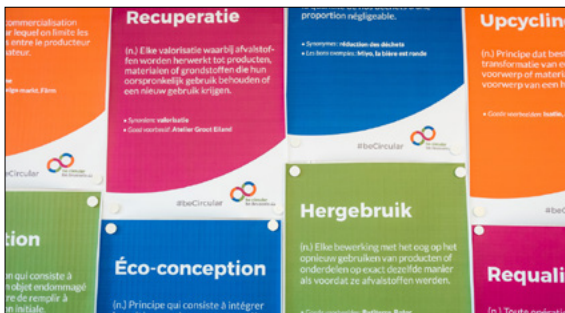 commercialisation
lequel on limite les
entre le producteur
Recuperatie
(n.) Elke valorisatie waarbij afvalstof-
fen worden herwerkt tot producten,
materialen of grondstoffen die hun
oorspronkelijk gebruik behouden of
een nieuw gebruik krijgen.
• Synoniem: valorisatie
• Goed voorbeeld: Atelier Groot Eiland
#beCircular
proportion négligeable.
• Synonymes: réduction des déchets
• Les bons exemples: Miyo, la bière est ronde
#beCircular
Upcycling
(n.) Principe dat
transformatie van
voorwerp of
voorwerp van een
tion
qui consiste à
objet endommagé
de remplir à
initiale.
Éco-conception
(n.) Principe qui consiste à intégrer
Hergebruik
(n.) Elke bewerking met het oog op het
opnieuw gebruiken van producten of
onderdelen op exact dezelfde manier
als voordat ze afvalstoffen werden.
Requali
(n.) Toute